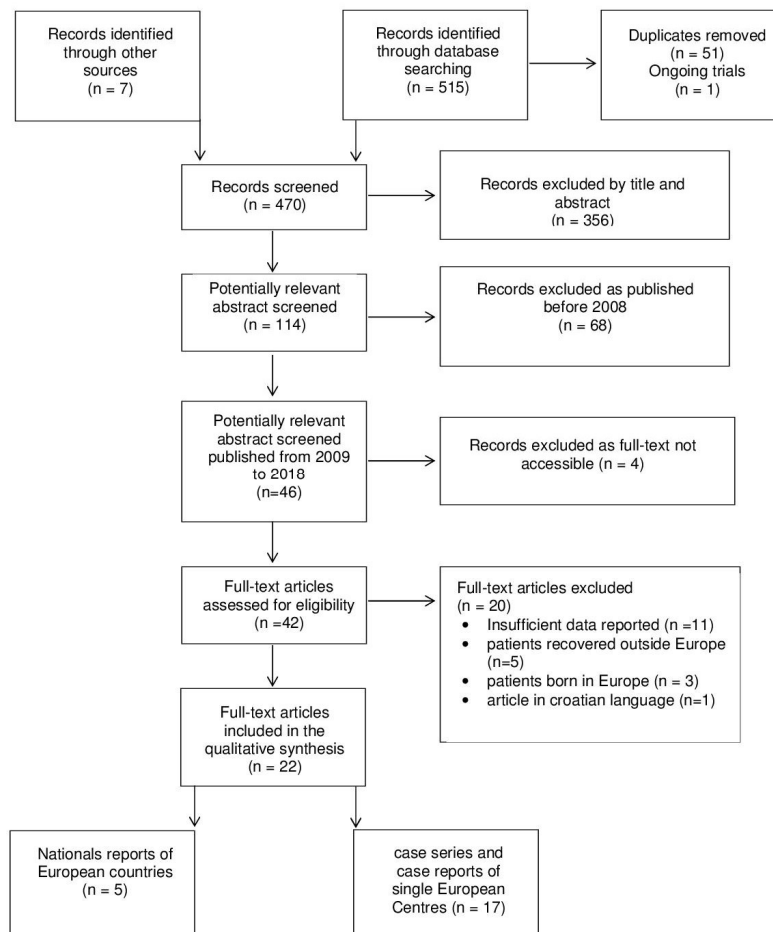 Records identified
through other
sources
(n = 7)
Records identified
through database
searching
(n = 515)
Duplicates removed
(n = 51)
Ongoing trials
(n = 1)
Records screened
(n = 470)
Records excluded by title and
abstract
(n = 356)
Potentially relevant
abstract screened
(n = 114)
Records excluded as published
before 2008
(n = 68)
Potentially relevant
abstract screened
published from 2009
to 2018
(n=46)
Records excluded as full-text not
accessible (n = 4)
Full-text articles
assessed for eligibility
(n =42)
Full-text articles excluded
(n = 20)
• Insufficient data reported (n =11)
• patients recovered outside Europe
(n=5)
• patients born in Europe (n = 3)
• article in croatian language (n=1)
Full-text articles
included in the
qualitative synthesis
(n = 22)
Nationals reports of
European countries
(n = 5)
case series and
case reports of
single European
Centres (n = 17)